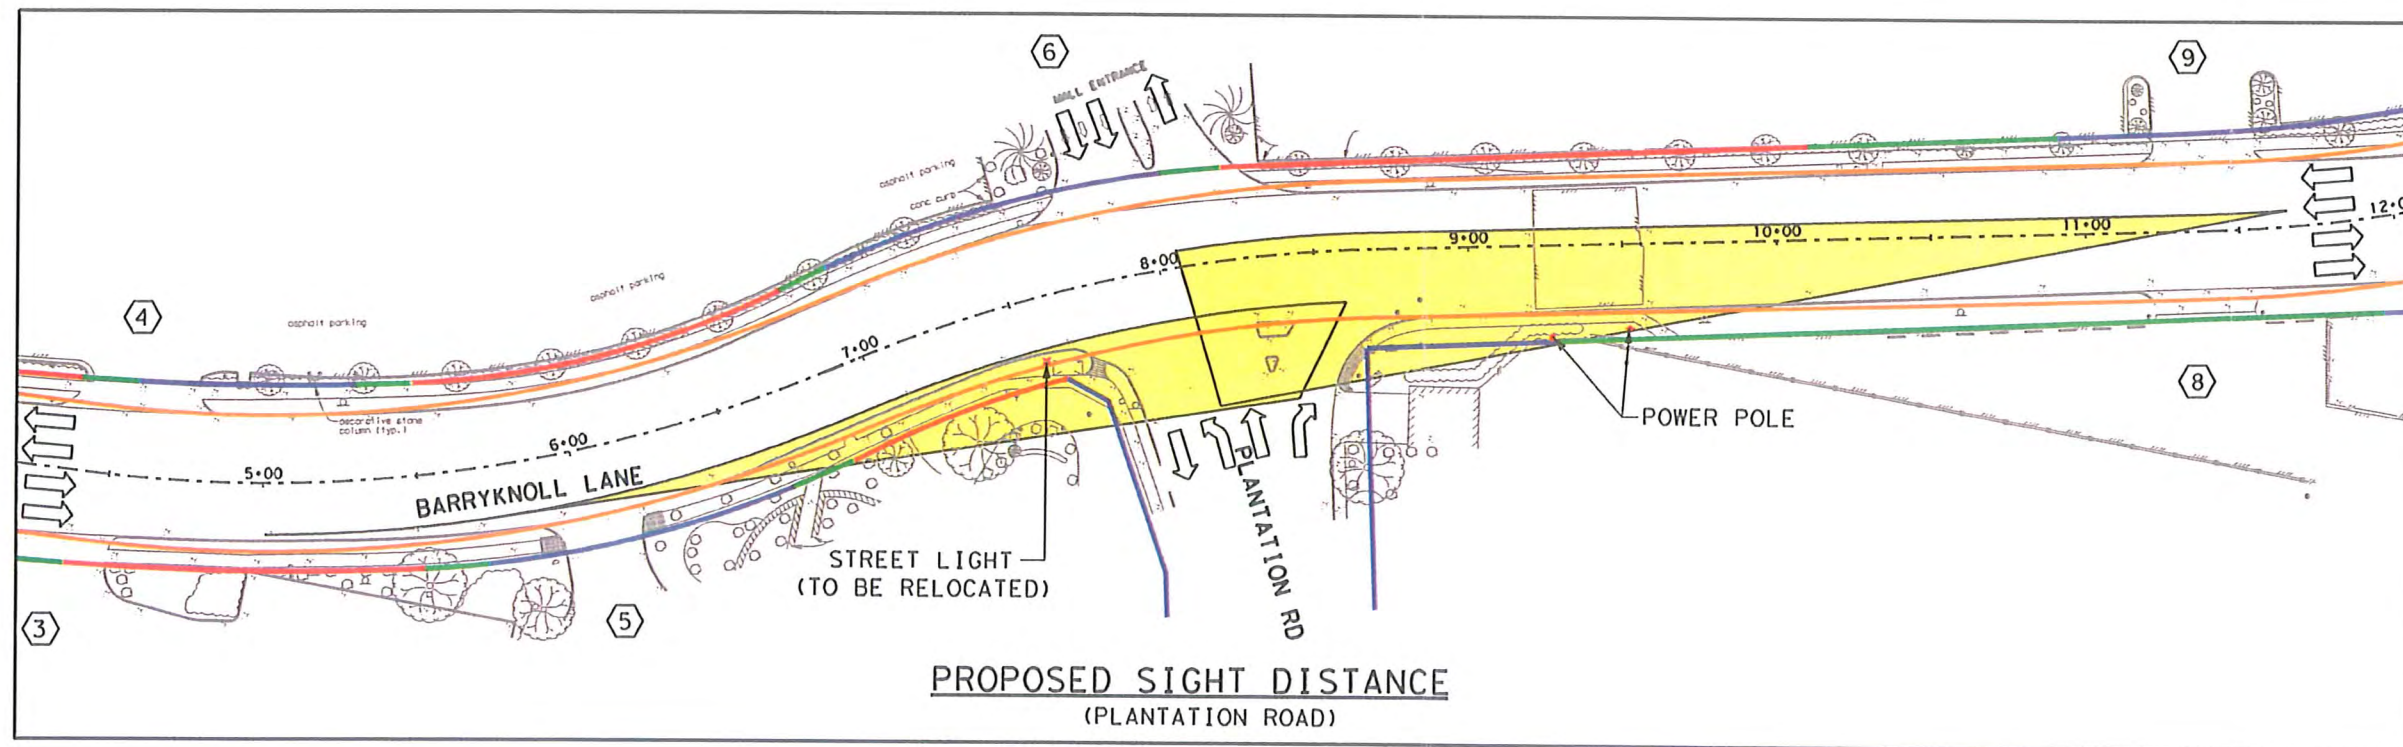 6
9
MALL ENTRANCE
asphalt parking
conc curb
asphalt parking
asphalt parking
4
decorative stone
column (typ.)
5+00
6+00
7+00
8+00
9+00
10+00
11+00
BARRYKNOLL LANE
PLANTATION RD
POWER POLE
8
STREET LIGHT
(TO BE RELOCATED)
3
5
PROPOSED SIGHT DISTANCE
(PLANTATION ROAD)